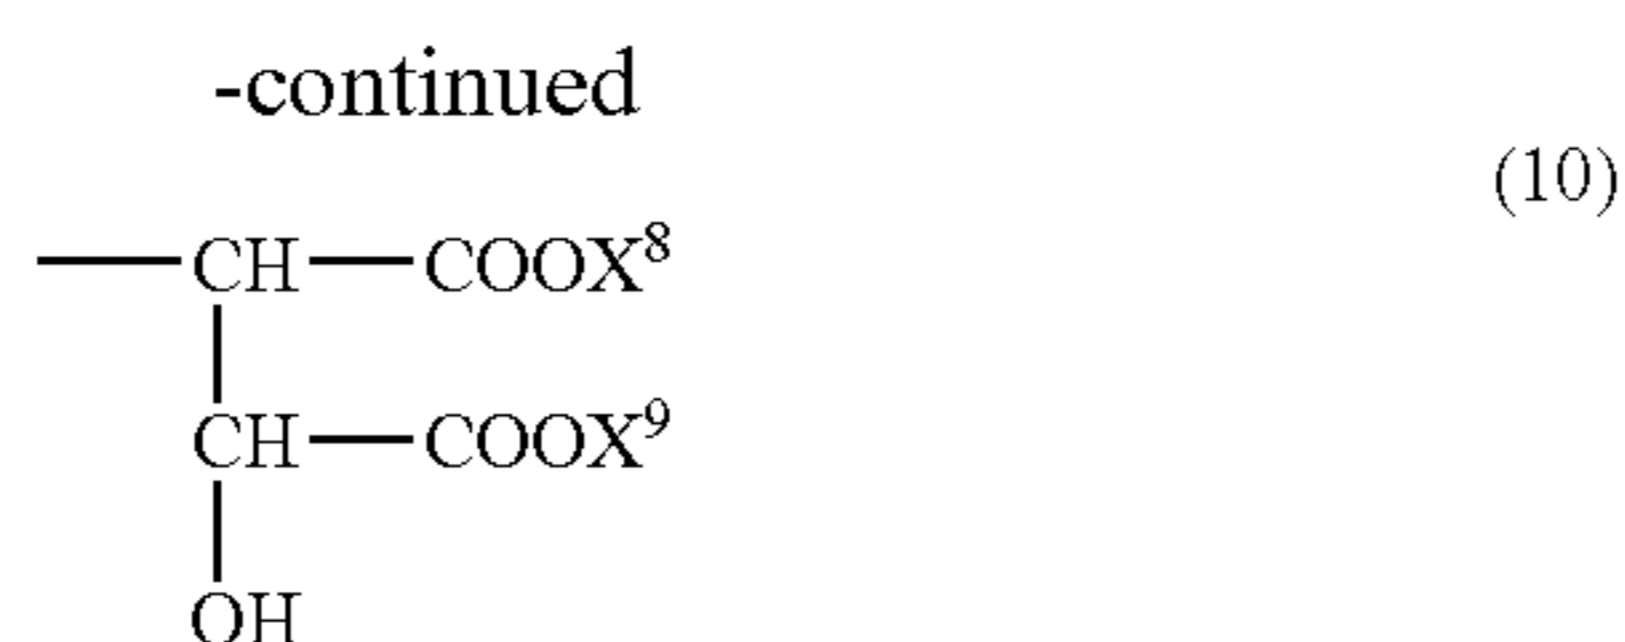 -continued
(10)
CH—COOX⁸
CH—COOX⁹
OH